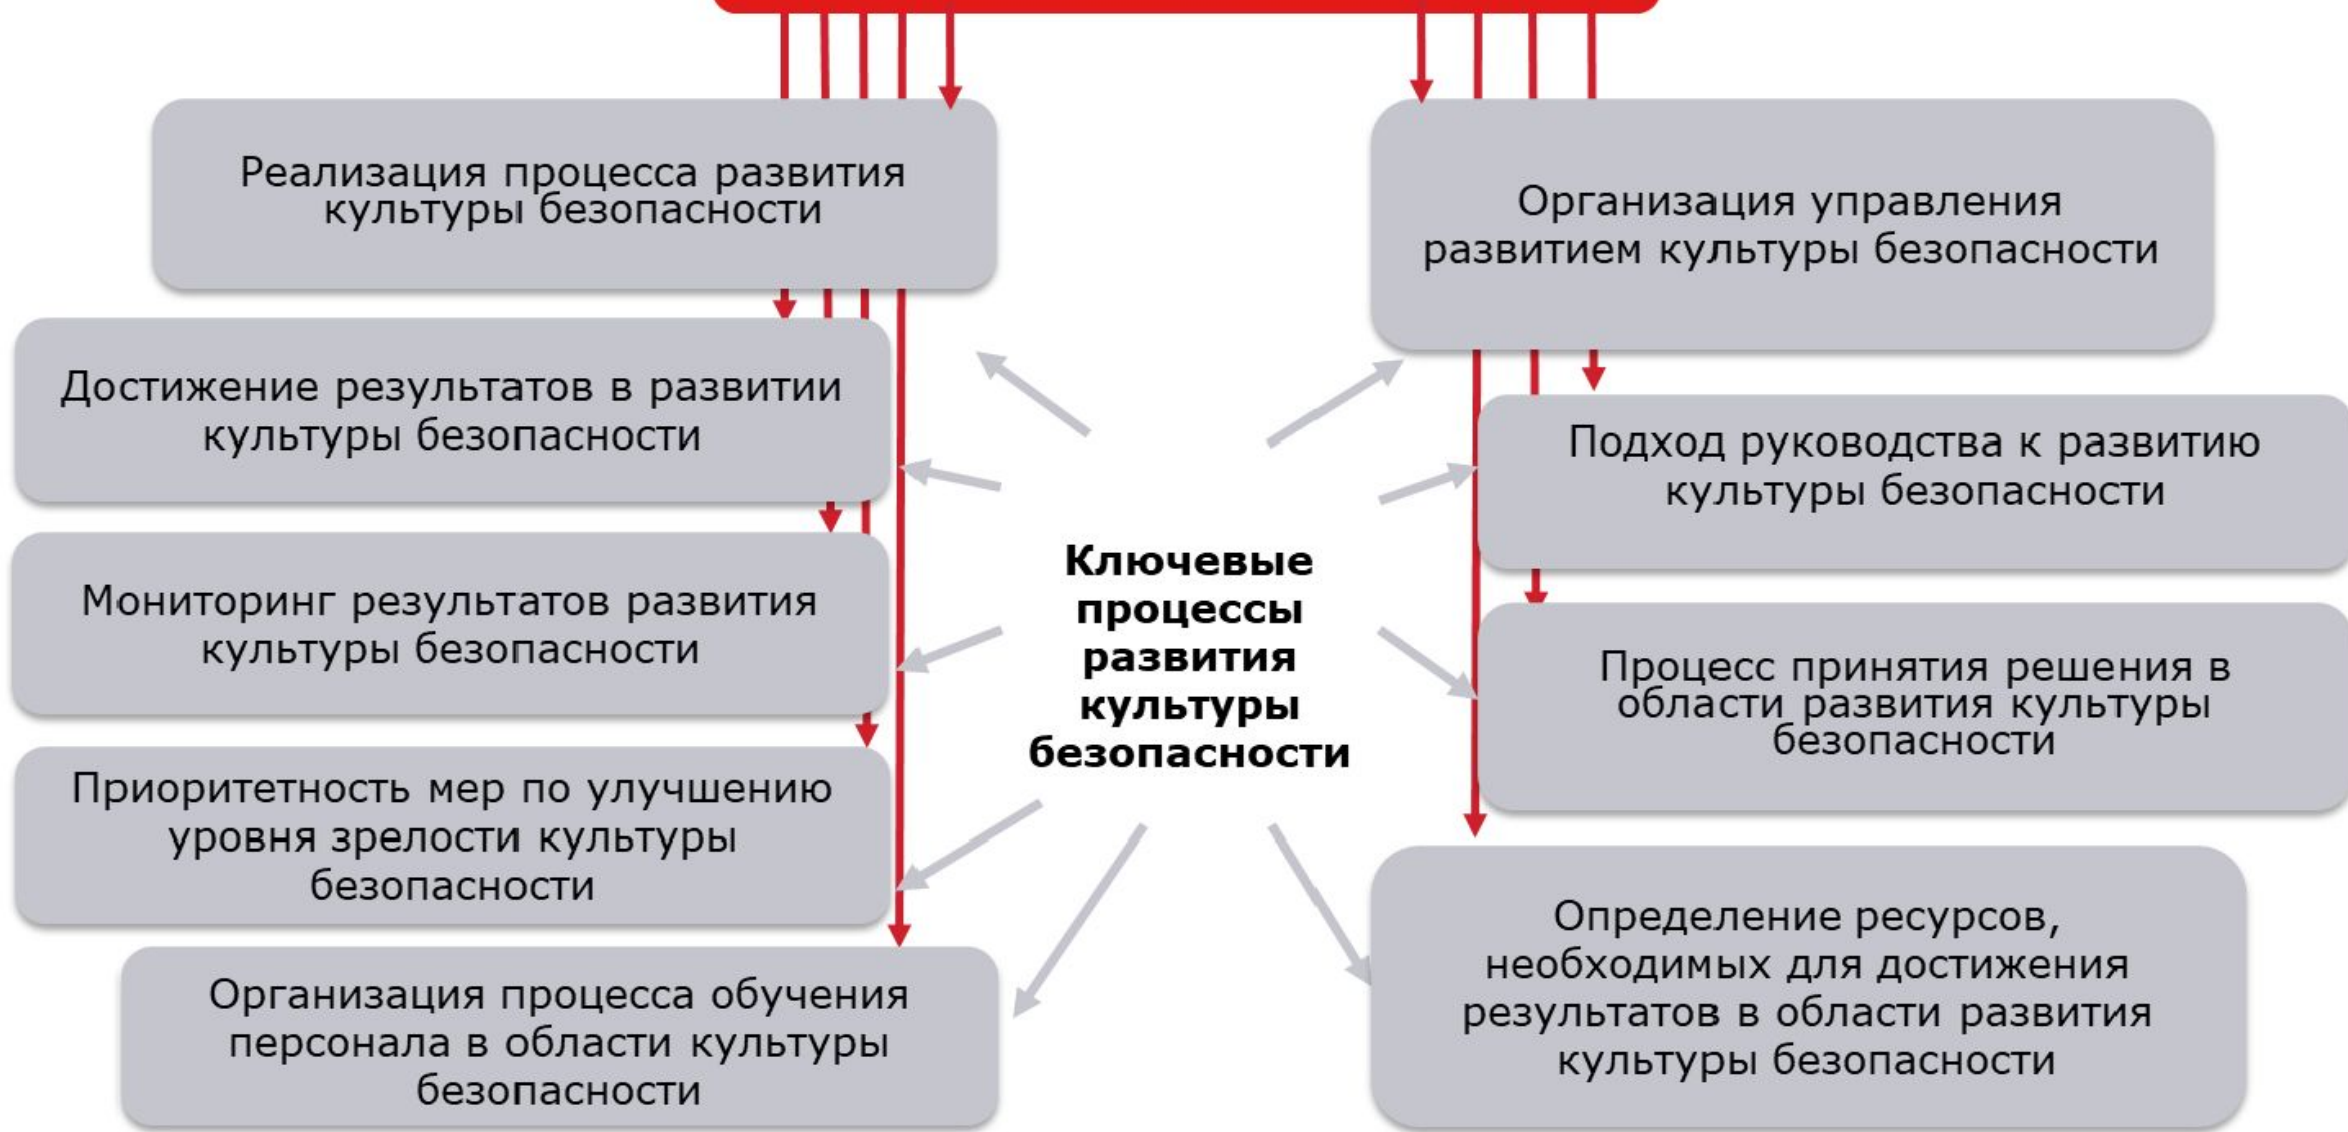 Реализация процесса развития
культуры безопасности
Достижение результатов в развитии
культуры безопасности
Мониторинг результатов развития
культуры безопасности
Приоритетность мер по улучшению
уровня зрелости культуры
безопасности
Организация процесса обучения
персонала в области культуры
безопасности
Ключевые
процессы
развития
культуры
безопасности
Организация управления
развитием культуры безопасности
Подход руководства к развитию
культуры безопасности
Процесс принятия решения в
области развития культуры
безопасности
Определение ресурсов,
необходимых для достижения
результатов в области развития
культуры безопасности